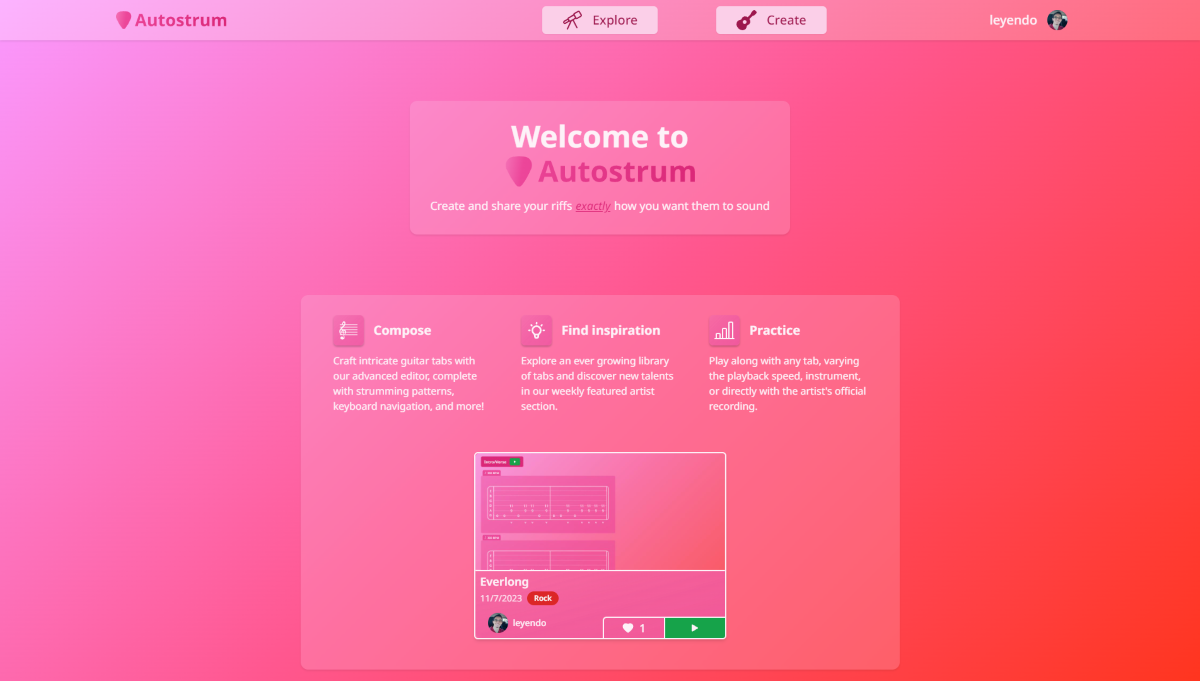 Autostrum
Explore
Create
leyendo
Welcome to
Autostrum
Create and share your riffs exactly how you want them to sound
Compose
Craft intricate guitar tabs with
our advanced editor, complete
with strumming patterns,
keyboard navigation, and more!
Find inspiration
Explore an ever growing library
of tabs and discover new talents
in our weekly featured artist
section.
Practice
Play along with any tab, varying
the playback speed, instrument,
or directly with the artist's official
recording.
Everlong
11/7/2023 Rock
leyendo
1